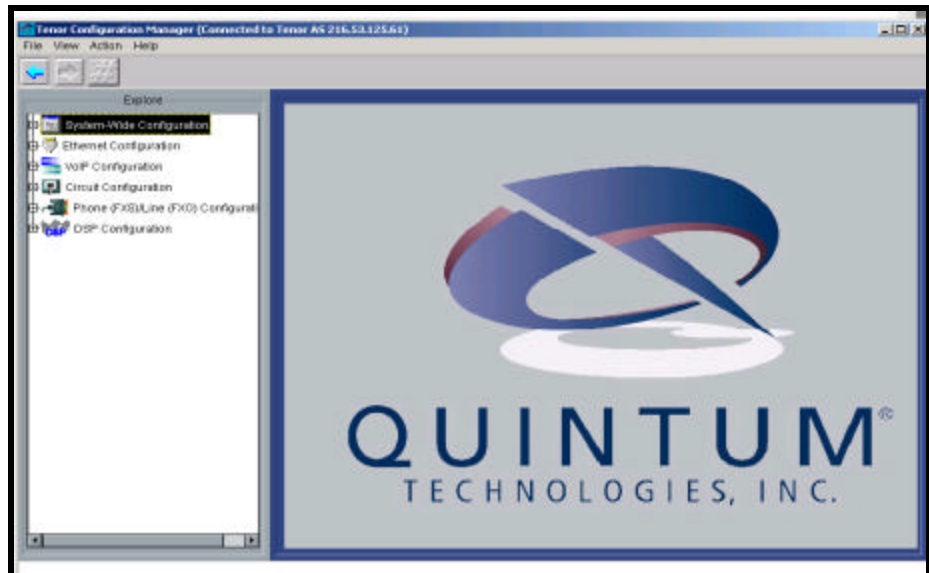 Tenor Configuration Manager (Connected to Tenor AS 216.53.125.61)
File View Action Help
Explore
System-Wide Configuration
Ethernet Configuration
VoIP Configuration
Circuit Configuration
Phone (FXS)/Line (FXO) Configurati
DSP Configuration
QUINTUM®
TECHNOLOGIES, INC.